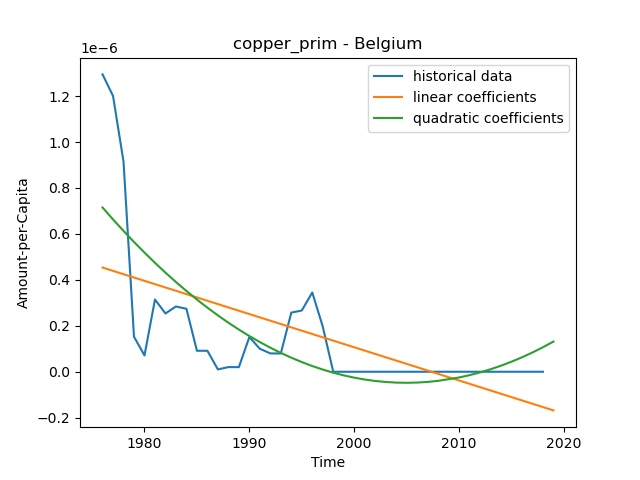 copper_prim - Belgium
1e−6
historical data
linear coefficients
quadratic coefficients
1.2
1.0
0.8
0.6
0.4
0.2
0.0
−0.2
Amount-per-Capita
1980
1990
2000
2010
2020
Time